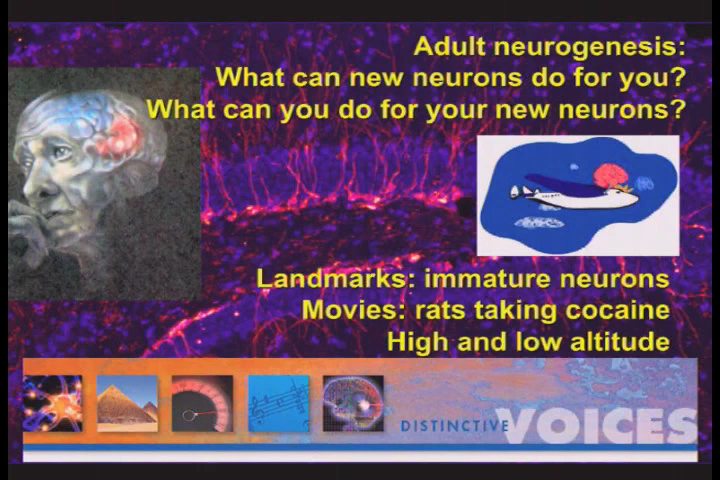 Adult neurogenesis:
What can new neurons do for you?
What can you do for your new neurons?
Landmarks: immature neurons
Movies: rats taking cocaine
High and low altitude
DISTINCTIVE VOICES